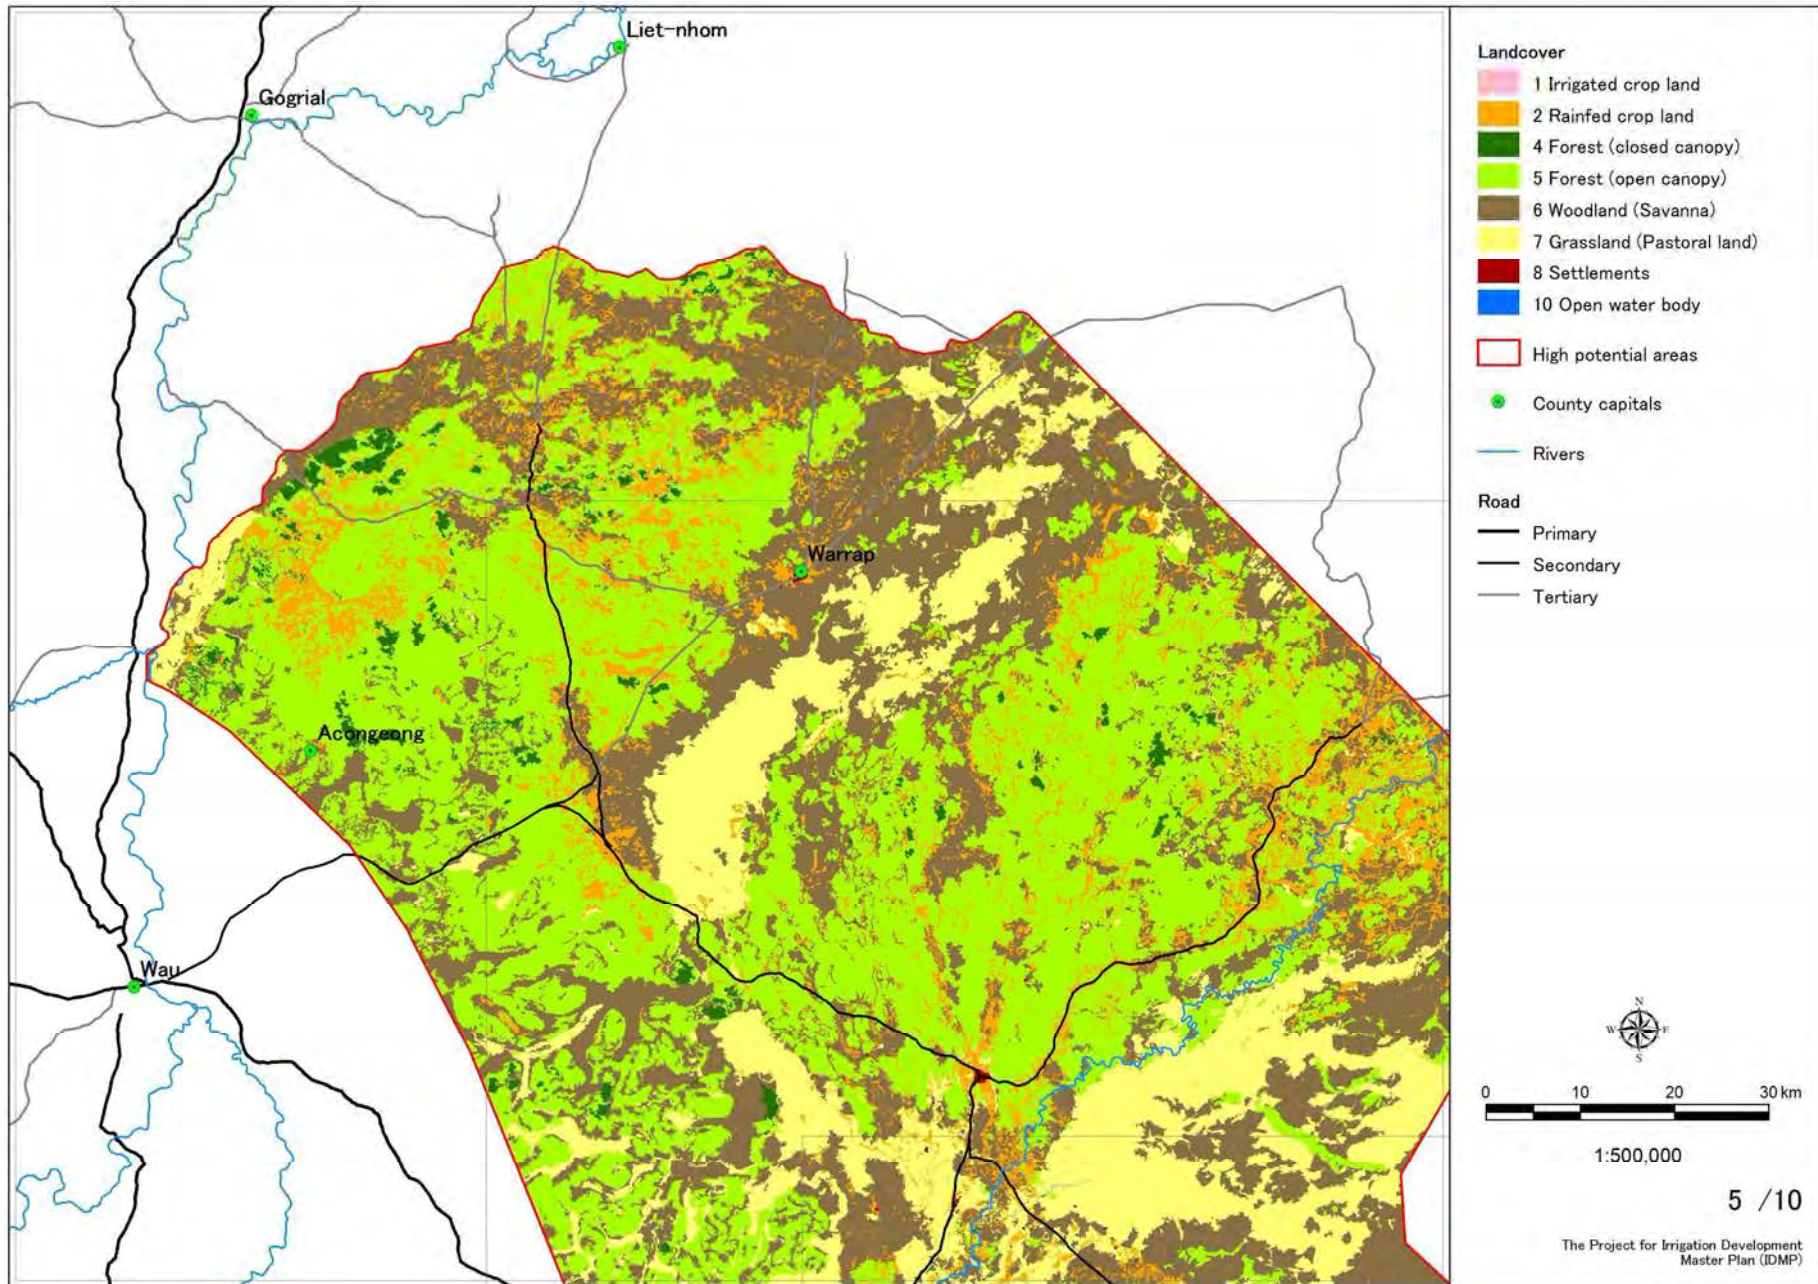 Liet-nhom
Gogrial
Warrap
Acongeong
Wau
Landcover
1 Irrigated crop land
2 Rainfed crop land
4 Forest (closed canopy)
5 Forest (open canopy)
6 Woodland (Savanna)
7 Grassland (Pastoral land)
8 Settlements
10 Open water body
High potential areas
County capitals
Rivers
Road
Primary
Secondary
Tertiary
N
W E
S
0 10 20 30 km
1:500,000
5 /10
The Project for Irrigation Development
Master Plan (IDMP)